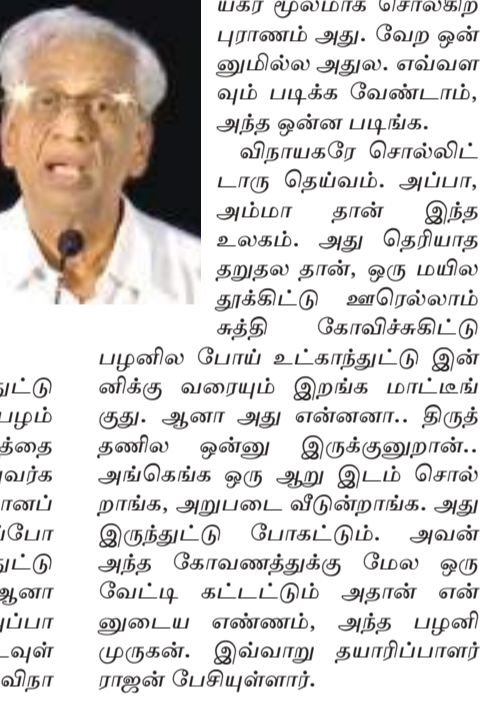 யகர் மூலமாக சொல்கிற
புராணம் அது. வேற ஒன்
னுமில்ல அதுல. எவ்வள
வும் படிக்க வேண்டாம்,
அந்த ஒன்ன படிங்க.
விநாயகரே சொல்லிட்
டாரு தெய்வம். அப்பா,
அம்மா தான் இந்த
உலகம். அது தெரியாத
தறுதல தான், ஒரு மயில
தூக்கிட்டு ஊரெல்லாம்
சுத்தி கோவிச்சுகிட்டு
பழனில போய் உட்காந்துட்டு இன்
னிக்கு வரையும் இறங்க மாட்டீங்
குது. ஆனா அது என்னனா.. திருத்
தணில ஒன்னு இருக்குனுறான்..
அங்கெங்க ஒரு ஆறு இடம் சொல்
றாங்க, அறுபடை வீடுன்றாங்க. அது
இருந்துட்டு போகட்டும். அவன்
அந்த கோவணத்துக்கு மேல ஒரு
வேட்டி கட்டட்டும் அதான் என்
னுடைய எண்ணம், அந்த பழனி
முருகன். இவ்வாறு தயாரிப்பாளர்
ராஜன் பேசியுள்ளார்.